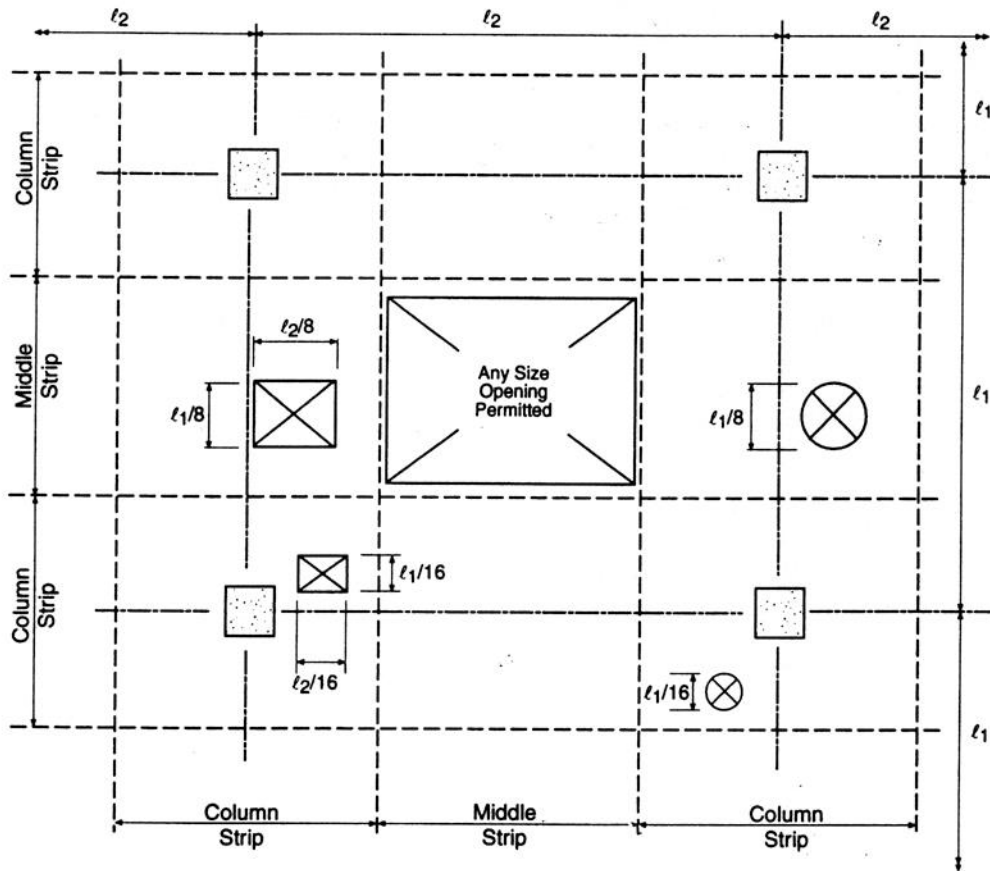 ℓ2
ℓ2
ℓ2
ℓ1
Column
Strip
ℓ2/8
Middle
Strip
Any Size
Opening
Permitted
ℓ1/8
ℓ1/8
ℓ1
Column
Strip
ℓ1/16
ℓ2/16
ℓ1/16
ℓ1
Column
Strip
Middle
Strip
Column
Strip